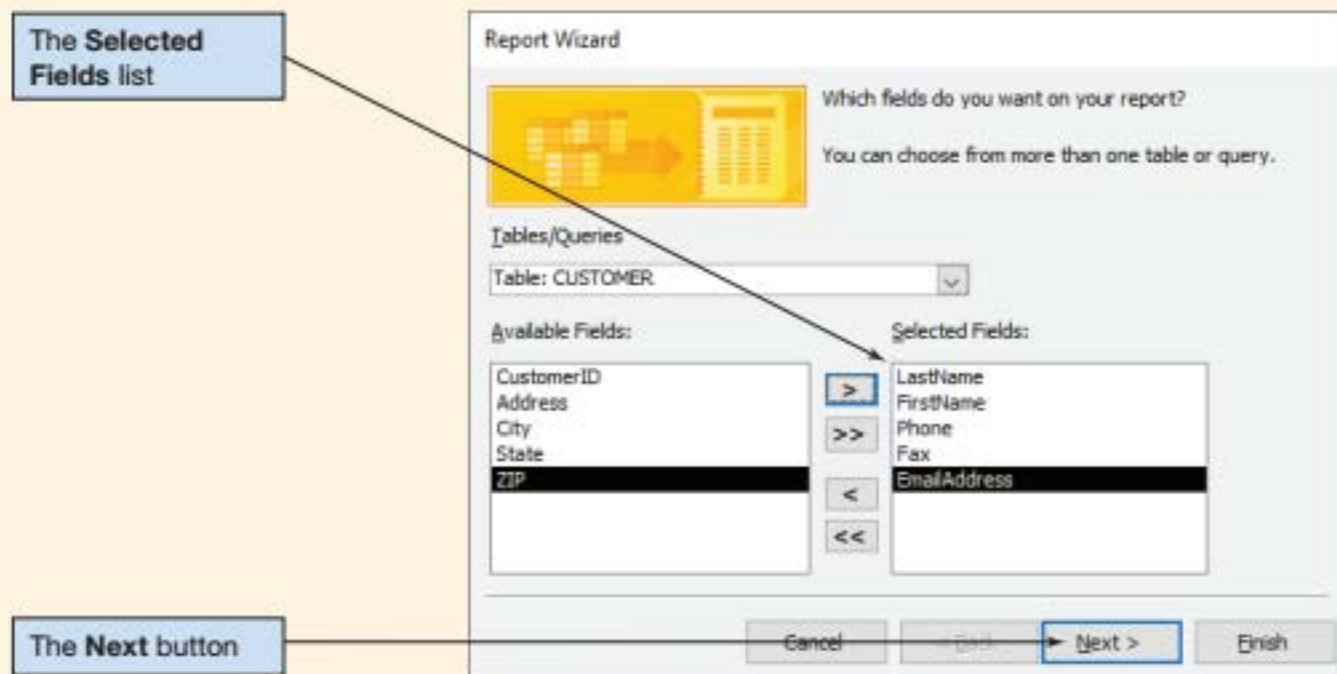 The Selected
Fields list
Report Wizard
Which fields do you want on your report?
You can choose from more than one table or query.
Tables/Queries
Table: CUSTOMER
Available Fields:
Selected Fields:
CustomerID
Address
City
State
ZIP
>
>>
<
<<
LastName
FirstName
Phone
Fax
EmailAddress
The Next button
Cancel
< Back
Next >
Finish